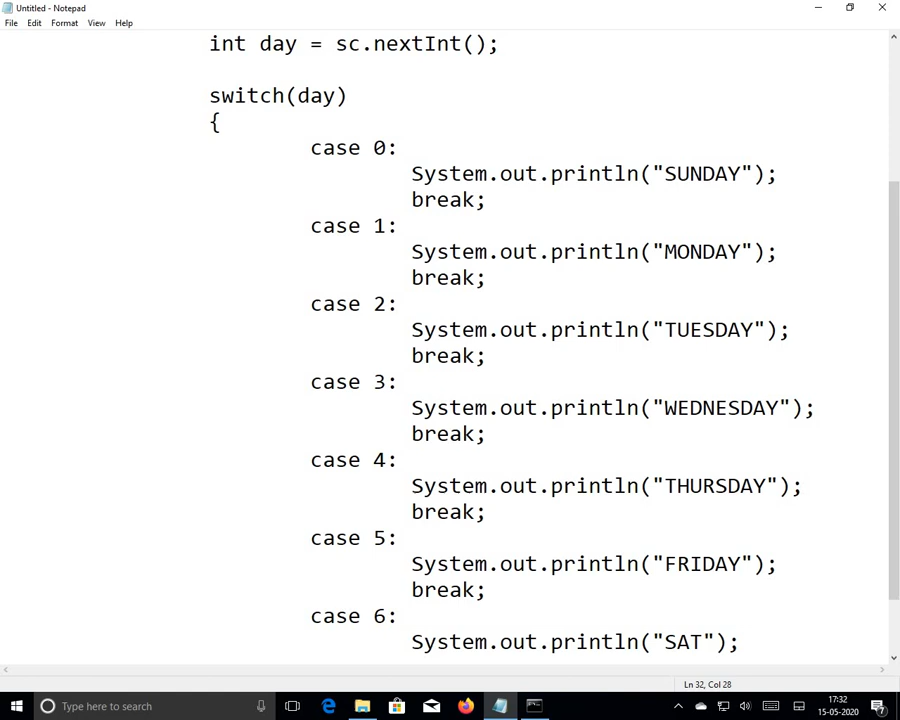 Untitled - Notepad
File Edit Format View Help
int day = sc.nextInt();
switch(day)
{
case 0:
System.out.println("SUNDAY");
break;
case 1:
System.out.println("MONDAY");
break;
case 2:
System.out.println("TUESDAY");
break;
case 3:
System.out.println("WEDNESDAY");
break;
case 4:
System.out.println("THURSDAY");
break;
case 5:
System.out.println("FRIDAY");
break;
case 6:
System.out.println("SAT");
Ln 32, Col 28
Type here to search
17:32
15-05-2020
7